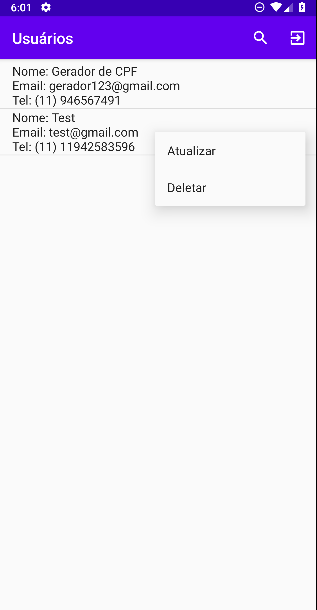 6:01
Usuários
Nome: Gerador de CPF
Email: gerador123@gmail.com
Tel: (11) 946567491
Nome: Test
Email: test@gmail.com
Tel: (11) 11942583596
Atualizar
Deletar